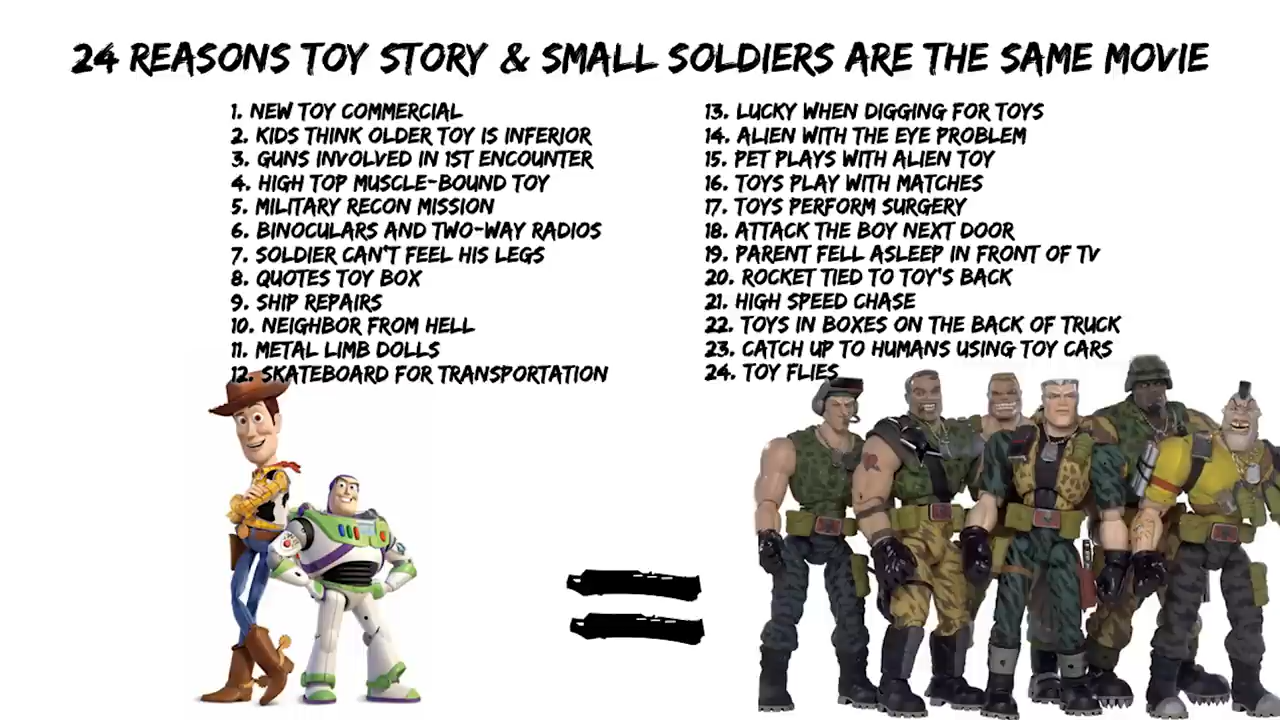 24 REASONS TOY STORY & SMALL SOLDIERS ARE THE SAME MOVIE
1. NEW TOY COMMERCIAL
2. KIDS THINK OLDER TOY IS INFERIOR
3. GUNS INVOLVED IN 1ST ENCOUNTER
4. HIGH TOP MUSCLE-BOUND TOY
5. MILITARY RECON MISSION
6. BINOCULARS AND TWO-WAY RADIOS
7. SOLDIER CAN'T FEEL HIS LEGS
8. QUOTES TOY BOX
9. SHIP REPAIRS
10. NEIGHBOR FROM HELL
11. METAL LIMB DOLLS
12. SKATEBOARD FOR TRANSPORTATION
13. LUCKY WHEN DIGGING FOR TOYS
14. ALIEN WITH THE EYE PROBLEM
15. PET PLAYS WITH ALIEN TOY
16. TOYS PLAY WITH MATCHES
17. TOYS PERFORM SURGERY
18. ATTACK THE BOY NEXT DOOR
19. PARENT FELL ASLEEP IN FRONT OF TV
20. ROCKET TIED TO TOY'S BACK
21. HIGH SPEED CHASE
22. TOYS IN BOXES ON THE BACK OF TRUCK
23. CATCH UP TO HUMANS USING TOY CARS
24. TOY FLIES